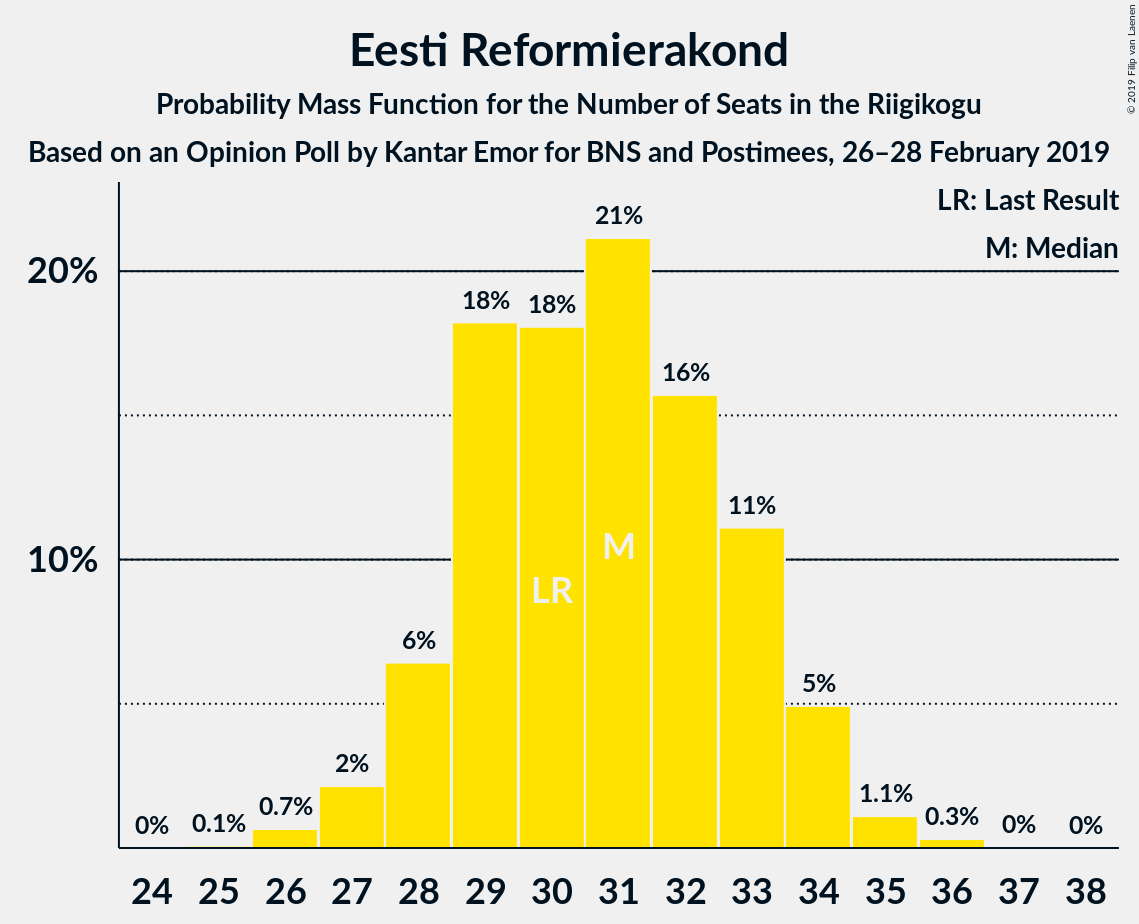 Eesti Reformierakond
Probability Mass Function for the Number of Seats in the Riigikogu
Based on an Opinion Poll by Kantar Emor for BNS and Postimees, 26–28 February 2019
© 2019 Filip van Laenen
LR: Last Result
M: Median
20%
10%
0%
0.1%
0.7%
2%
6%
18%
18%
21%
16%
11%
5%
1.1%
0.3%
0%
0%
LR
M
24 25 26 27 28 29 30 31 32 33 34 35 36 37 38